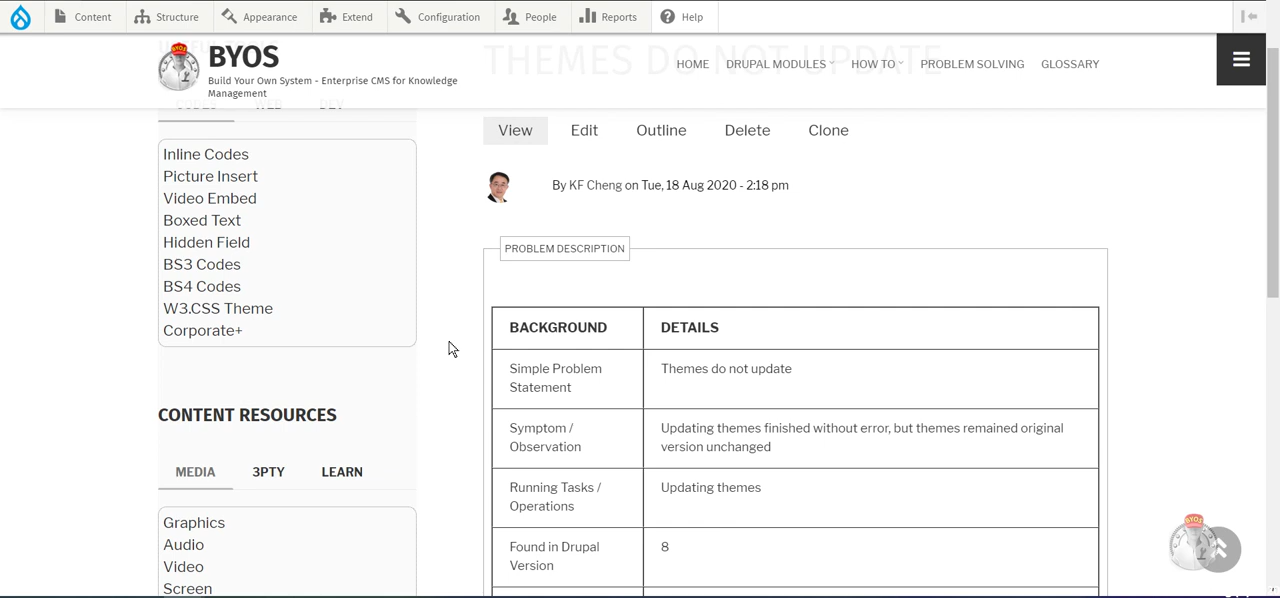 Content
Structure
Appearance
Extend
Configuration
People
Reports
Help
BYOS
Build Your Own System - Enterprise CMS for Knowledge
Management
THEMES DO NOT UPDATE
HOME
DRUPAL MODULES
HOW TO
PROBLEM SOLVING
GLOSSARY
CODES
WEB
DEV
Inline Codes
Picture Insert
Video Embed
Boxed Text
Hidden Field
BS3 Codes
BS4 Codes
W3.CSS Theme
Corporate+
CONTENT RESOURCES
MEDIA
3PTY
LEARN
Graphics
Audio
Video
Screen
View
Edit
Outline
Delete
Clone
By KF Cheng on Tue, 18 Aug 2020 - 2:18 pm
PROBLEM DESCRIPTION
BACKGROUND
DETAILS
Simple Problem
Statement
Themes do not update
Symptom /
Observation
Updating themes finished without error, but themes remained original
version unchanged
Running Tasks /
Operations
Updating themes
Found in Drupal
Version
8